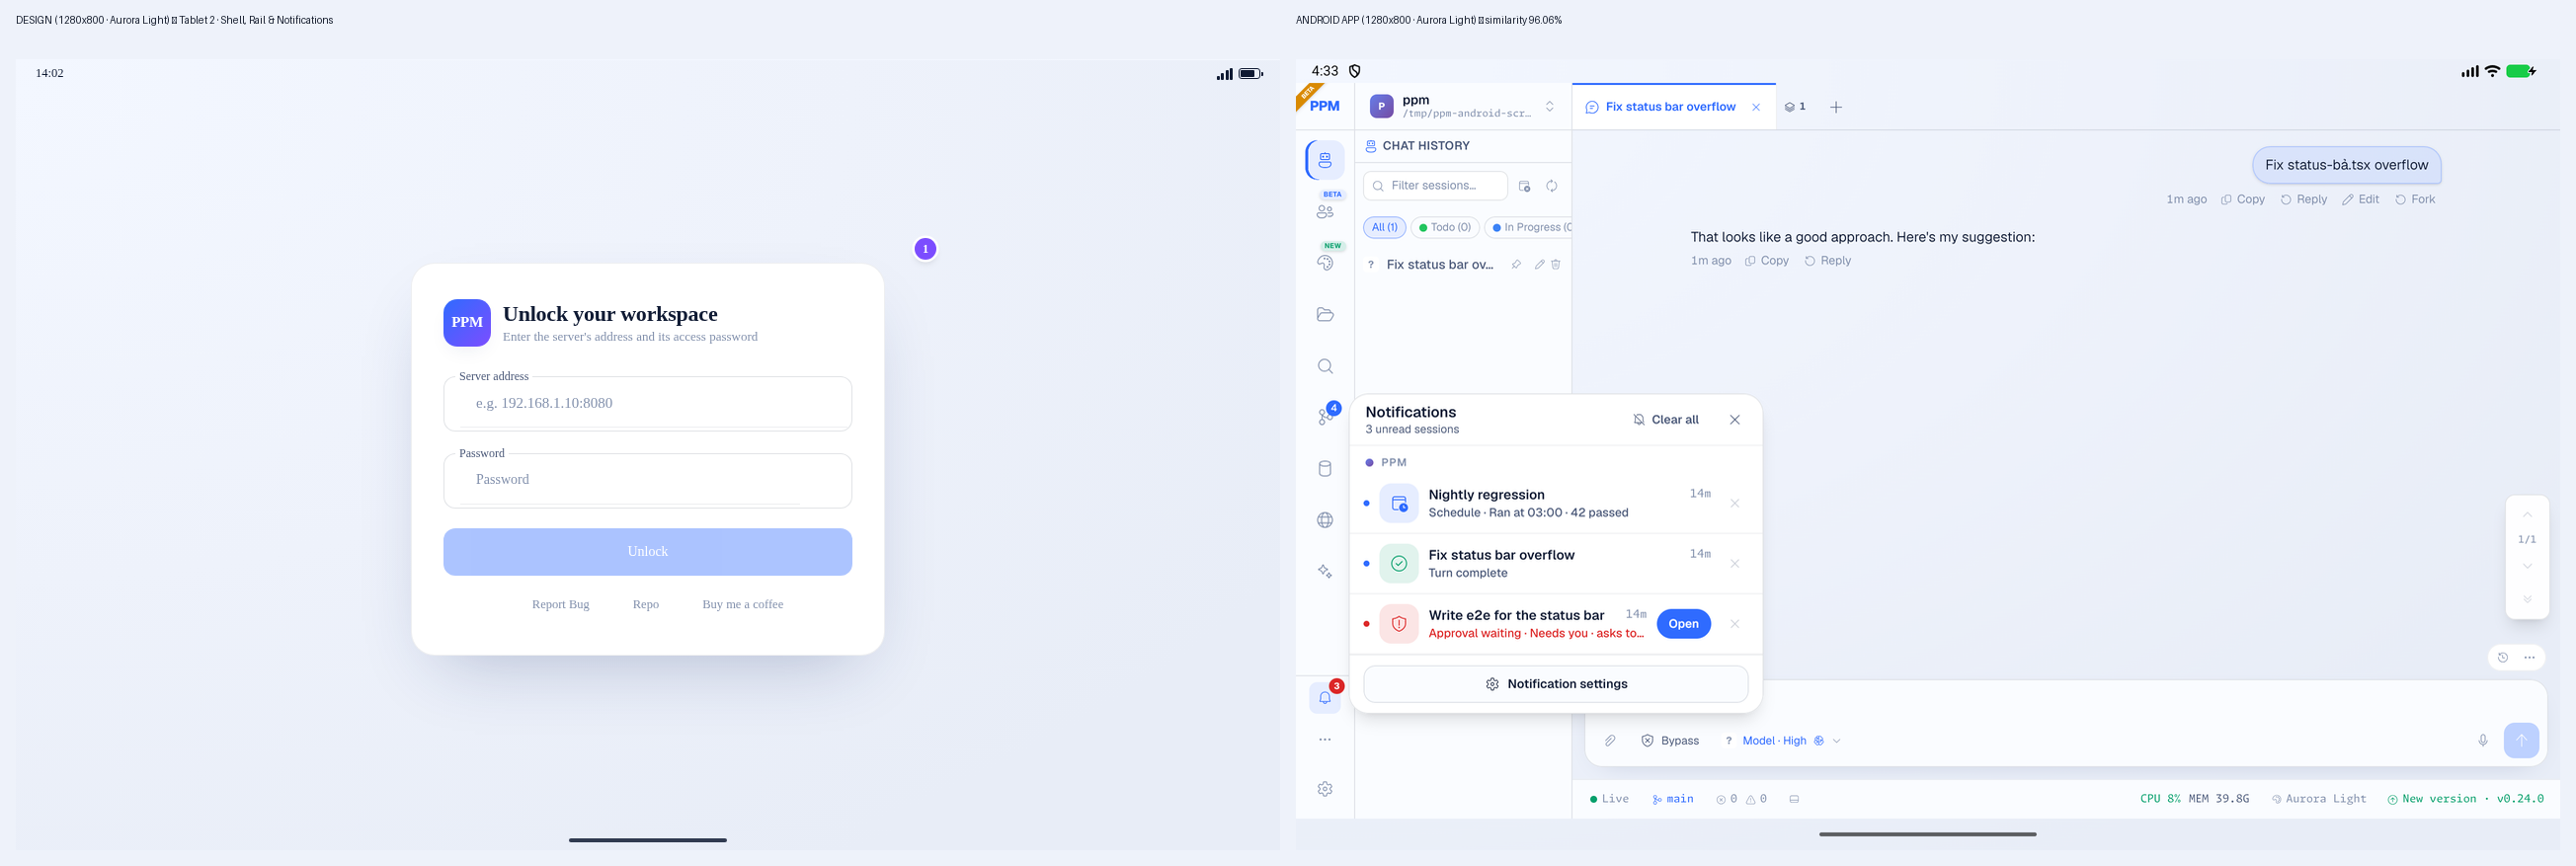 DESIGN (1280x800 · Aurora Light) Tablet 2 · Shell, Rail & Notifications
14:02
1
PPM
Unlock your workspace
Enter the server's address and its access password
Server address
e.g. 192.168.1.10:8080
Password
Password
Unlock
Report Bug Repo Buy me a coffee
ANDROID APP (1280x800 · Aurora Light) similarity 96.06%
4:33
BETA
PPM
P
ppm
/tmp/ppm-android-scr…
Fix status bar overflow
1
CHAT HISTORY
Filter sessions…
BETA
NEW
All (1) Todo (0) In Progress (0
? Fix status bar ov…
Fix status-bả.tsx overflow
1m ago Copy Reply Edit Fork
That looks like a good approach. Here's my suggestion:
1m ago Copy Reply
4
Notifications
3 unread sessions
Clear all
PPM
Nightly regression 14m
Schedule · Ran at 03:00 · 42 passed
Fix status bar overflow 14m
Turn complete
Write e2e for the status bar 14m
Approval waiting · Needs you · asks to…
Open
Notification settings
3
1/1
Bypass ? Model · High
Live main 0 0
CPU 8% MEM 39.8G Aurora Light New version · v0.24.0